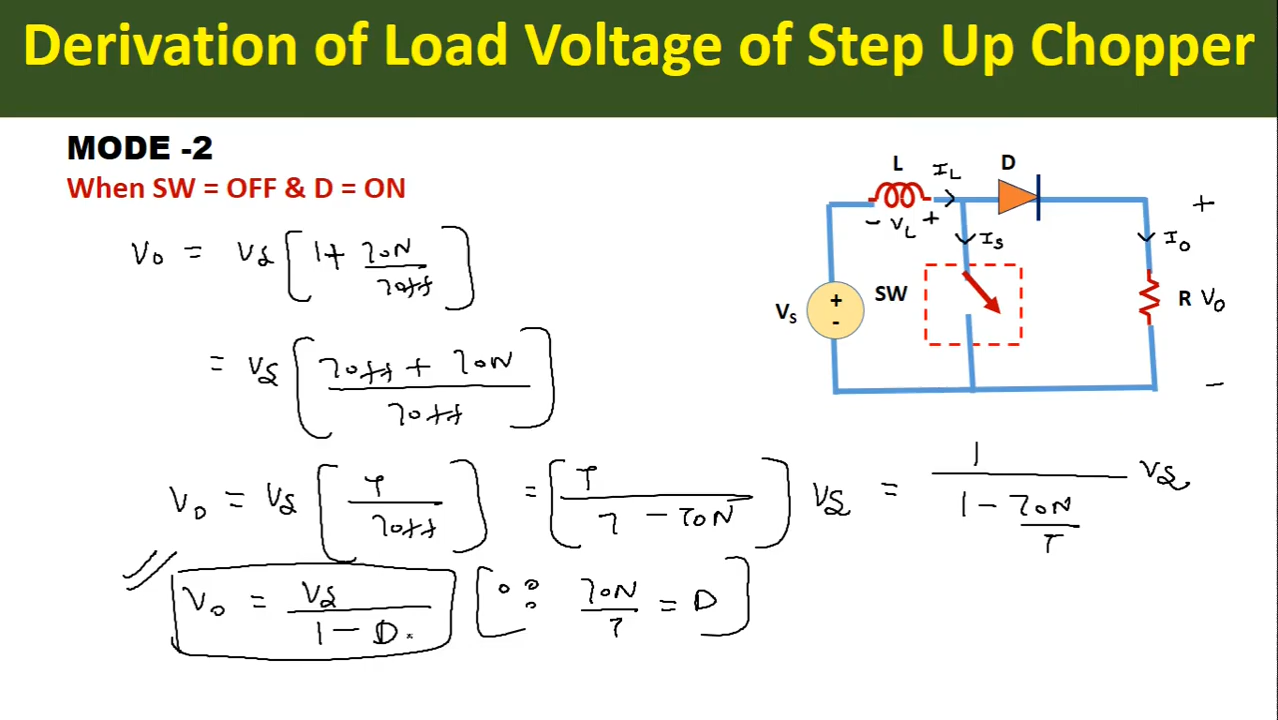 Derivation of Load Voltage of Step Up Chopper
MODE -2
When SW = OFF & D = ON
V0 = VS [ 1 + TON / Toff ]
= VS [ Toff + TON / Toff ]
V0 = VS [ T / Toff ] = [ T / T - TON ] VS = 1 / 1 - TON / T VS
V0 = VS / 1 - D. [ ∵ TON / T = D ]
L
IL
D
- VL +
IS
+
I0
SW
VS
+
-
R V0
-